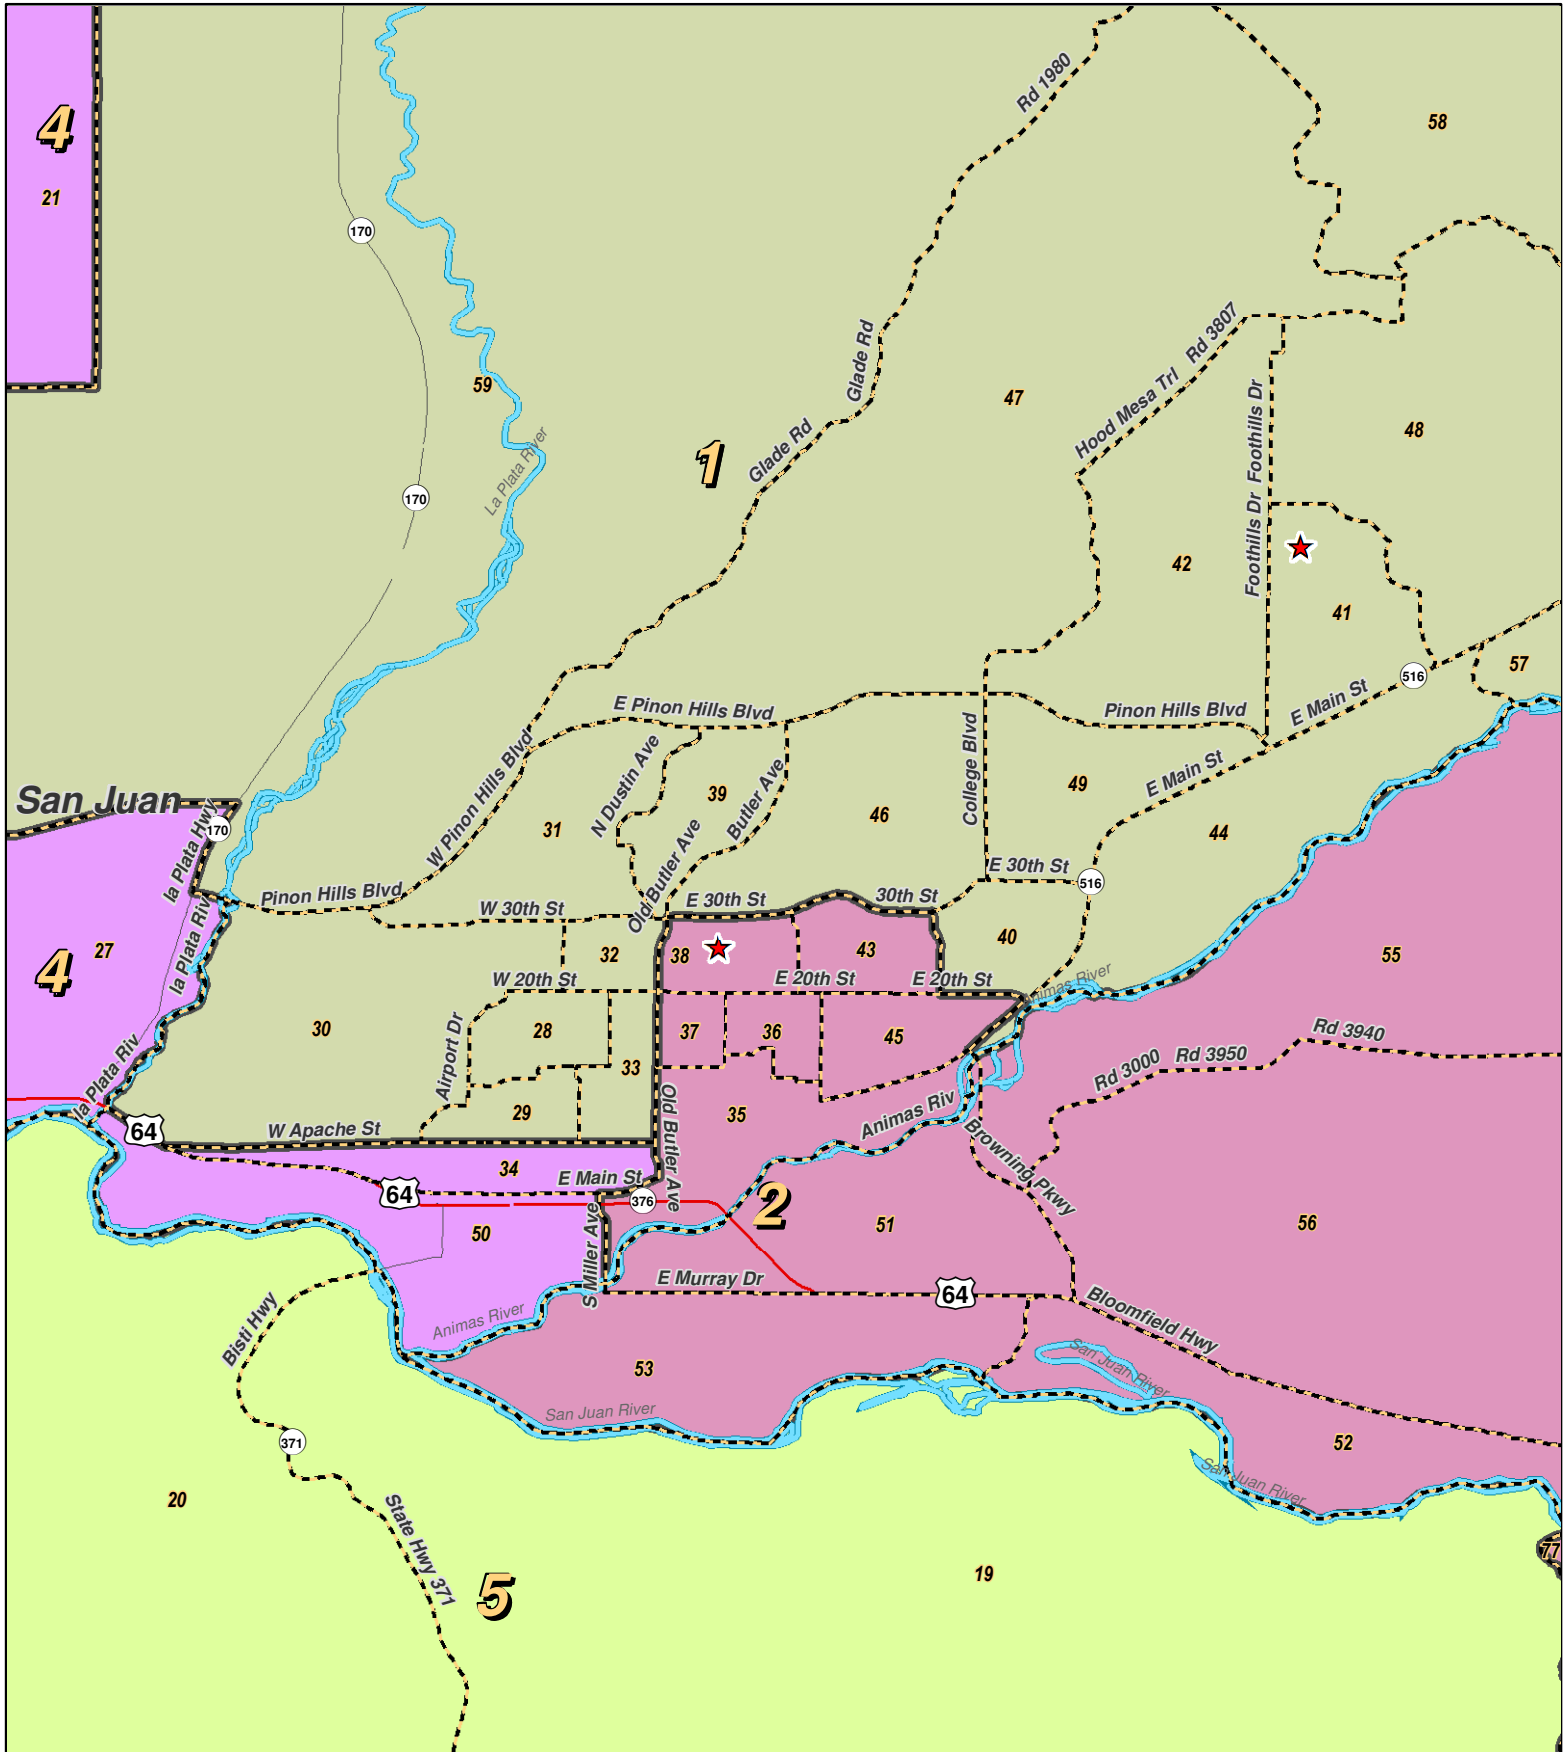 4
21
Rd 1980
58
170
Rd 3807
Glade Rd
59
47
Hood Mesa Trl
Foothills Dr
48
1
Glade Rd
La Plata River
170
Foothills Dr
42
41
516
57
E Main St
E Pinon Hills Blvd
Pinon Hills Blvd
College Blvd
W Pinon Hills Blvd
N Dustin Ave
39
Butler Ave
49
E Main St
San Juan
170
la Plata Hwy
31
46
44
Old Butler Ave
E 30th St
516
Pinon Hills Blvd
W 30th St
E 30th St
30th St
la Plata Riv
4
27
32
38
43
40
55
W 20th St
E 20th St
E 20th St
Animas River
30
Airport Dr
28
37
36
45
Rd 3940
33
Rd 3000
Rd 3950
la Plata Riv
29
Old Butler Ave
35
Animas Riv
64
W Apache St
Browning Pkwy
34
E Main St
64
376
2
50
S Miller Ave
51
56
E Murray Dr
64
Bloomfield Hwy
Bisti Hwy
Animas River
San Juan River
53
San Juan River
371
52
San Juan River
20
State Hwy 371
77
5
19